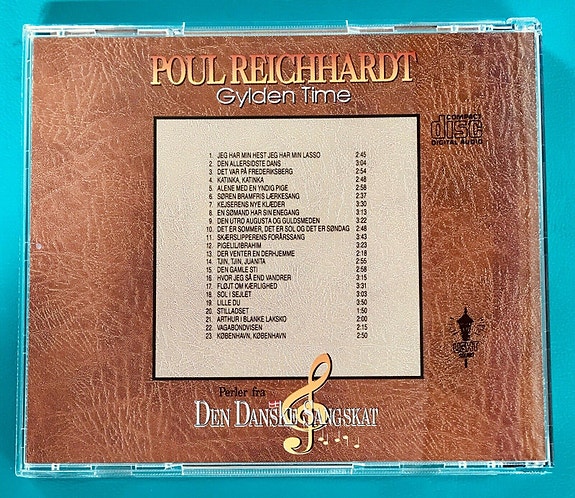 POUL REICHHARDT
Gylden Time
COMPACT
disc
DIGITAL AUDIO
1. JEG HAR MIN HEST JEG HAR MIN LASSO 2:45
2. DEN ALLERSIDSTE DANS 3:04
3. DET VAR PÅ FREDERIKSBERG 2:54
4. KATINKA, KATINKA 2:48
5. ALENE MED EN YNDIG PIGE 2:58
6. SØREN BRAMFRIS LÆRKESANG 2:37
7. KEJSERENS NYE KLÆDER 3:30
8. EN SØMAND HAR SIN ENEGANG 3:13
9. DEN UTRO AUGUSTA OG GULDSMEDEN 3:22
10. DET ER SOMMER, DET ER SOL OG DET ER SØNDAG 2:48
11. SKÆRSLIPPERENS FORÅRSSANG 2:43
12. PIGELIL/IBRAHIM 3:23
13. DER VENTER EN DERHJEMME 2:18
14. TJIN, TJIN, JUANITA 2:55
15. DEN GAMLE STI 2:58
16. HVOR JEG SÅ END VANDRER 3:15
17. FLØJT OM KÆRLIGHED 3:31
18. SOL I SEJLET 3:03
19. LILLE DU 3:50
20. STILLADSET 1:50
21. ARTHUR I BLANKE LAKSKO 2:00
22. VAGABONDVISEN 2:15
23. KØBENHAVN, KØBENHAVN 2:50
Perler fra
DEN DANSKE SANGSKAT